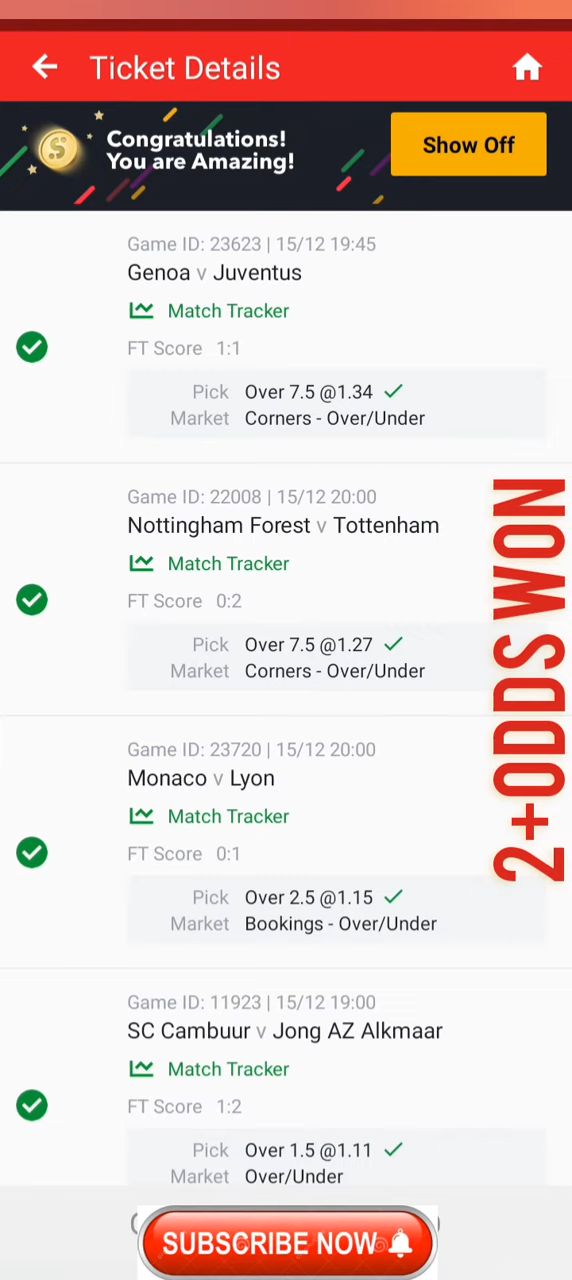 Ticket Details
Congratulations!
You are Amazing!
Show Off
Game ID: 23623 | 15/12 19:45
Genoa v Juventus
Match Tracker
FT Score 1:1
Pick Over 7.5 @1.34
Market Corners - Over/Under
Game ID: 22008 | 15/12 20:00
Nottingham Forest v Tottenham
Match Tracker
FT Score 0:2
Pick Over 7.5 @1.27
Market Corners - Over/Under
2+ODDS WON
Game ID: 23720 | 15/12 20:00
Monaco v Lyon
Match Tracker
FT Score 0:1
Pick Over 2.5 @1.15
Market Bookings - Over/Under
Game ID: 11923 | 15/12 19:00
SC Cambuur v Jong AZ Alkmaar
Match Tracker
FT Score 1:2
Pick Over 1.5 @1.11
Market Over/Under
SUBSCRIBE NOW